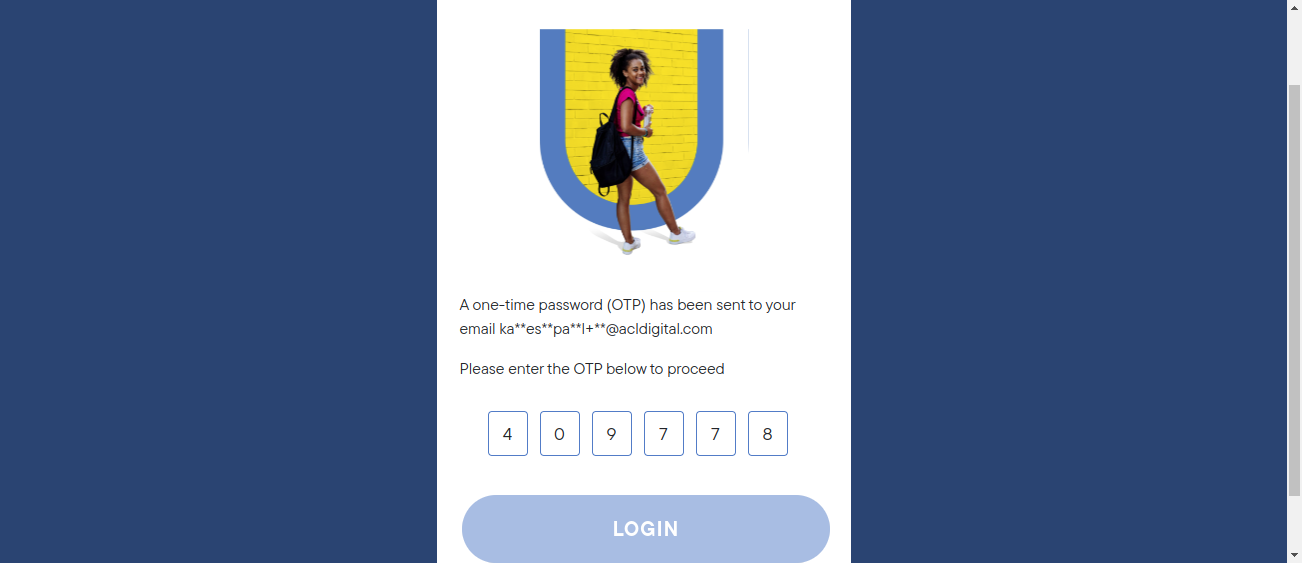 A one-time password (OTP) has been sent to your
email ka**es**pa**l+**@acldigital.com
Please enter the OTP below to proceed
4 0 9 7 7 8
LOGIN